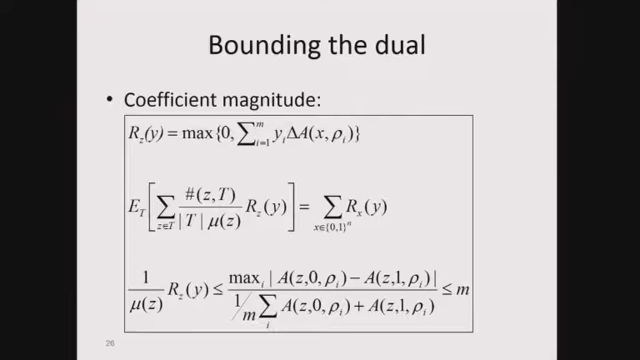 Bounding the dual
• Coefficient magnitude:
R_z(y) = max{0, ∑_{i=1}^{m} y_i ΔA(x, ρ_i)}
E_T [ ∑_{z∈T} #(z,T) / |T| μ(z) R_z(y) ] = ∑_{x∈{0,1}^n} R_x(y)
1/μ(z) R_z(y) ≤ max_i | A(z,0, ρ_i) − A(z,1, ρ_i) | / 1/m ∑_i A(z,0, ρ_i) + A(z,1, ρ_i) ≤ m
26